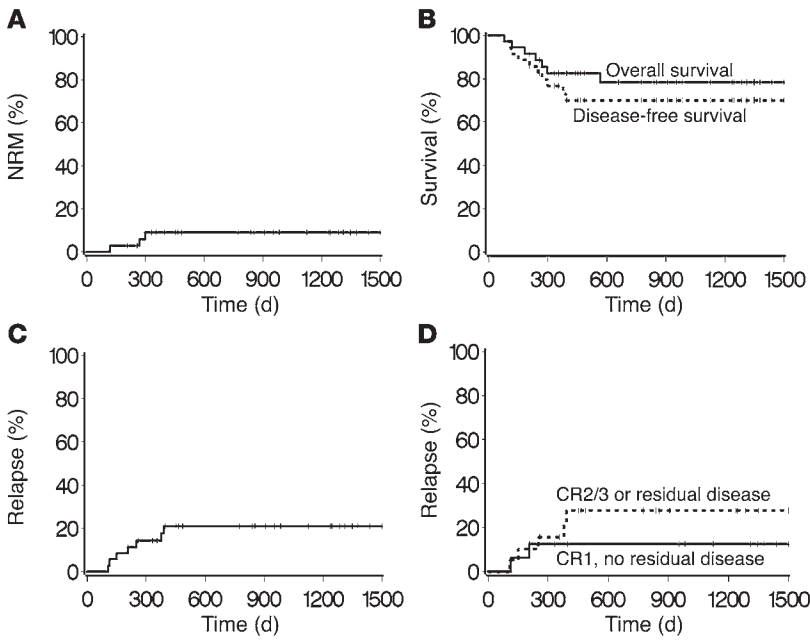 A
NRM (%)
100
80
60
40
20
0
0 300 600 900 1200 1500
Time (d)
B
Survival (%)
100
80
60
40
20
0
Overall survival
Disease-free survival
0 300 600 900 1200 1500
Time (d)
C
Relapse (%)
100
80
60
40
20
0
0 300 600 900 1200 1500
Time (d)
D
Relapse (%)
100
80
60
40
20
0
CR2/3 or residual disease
CR1, no residual disease
0 300 600 900 1200 1500
Time (d)